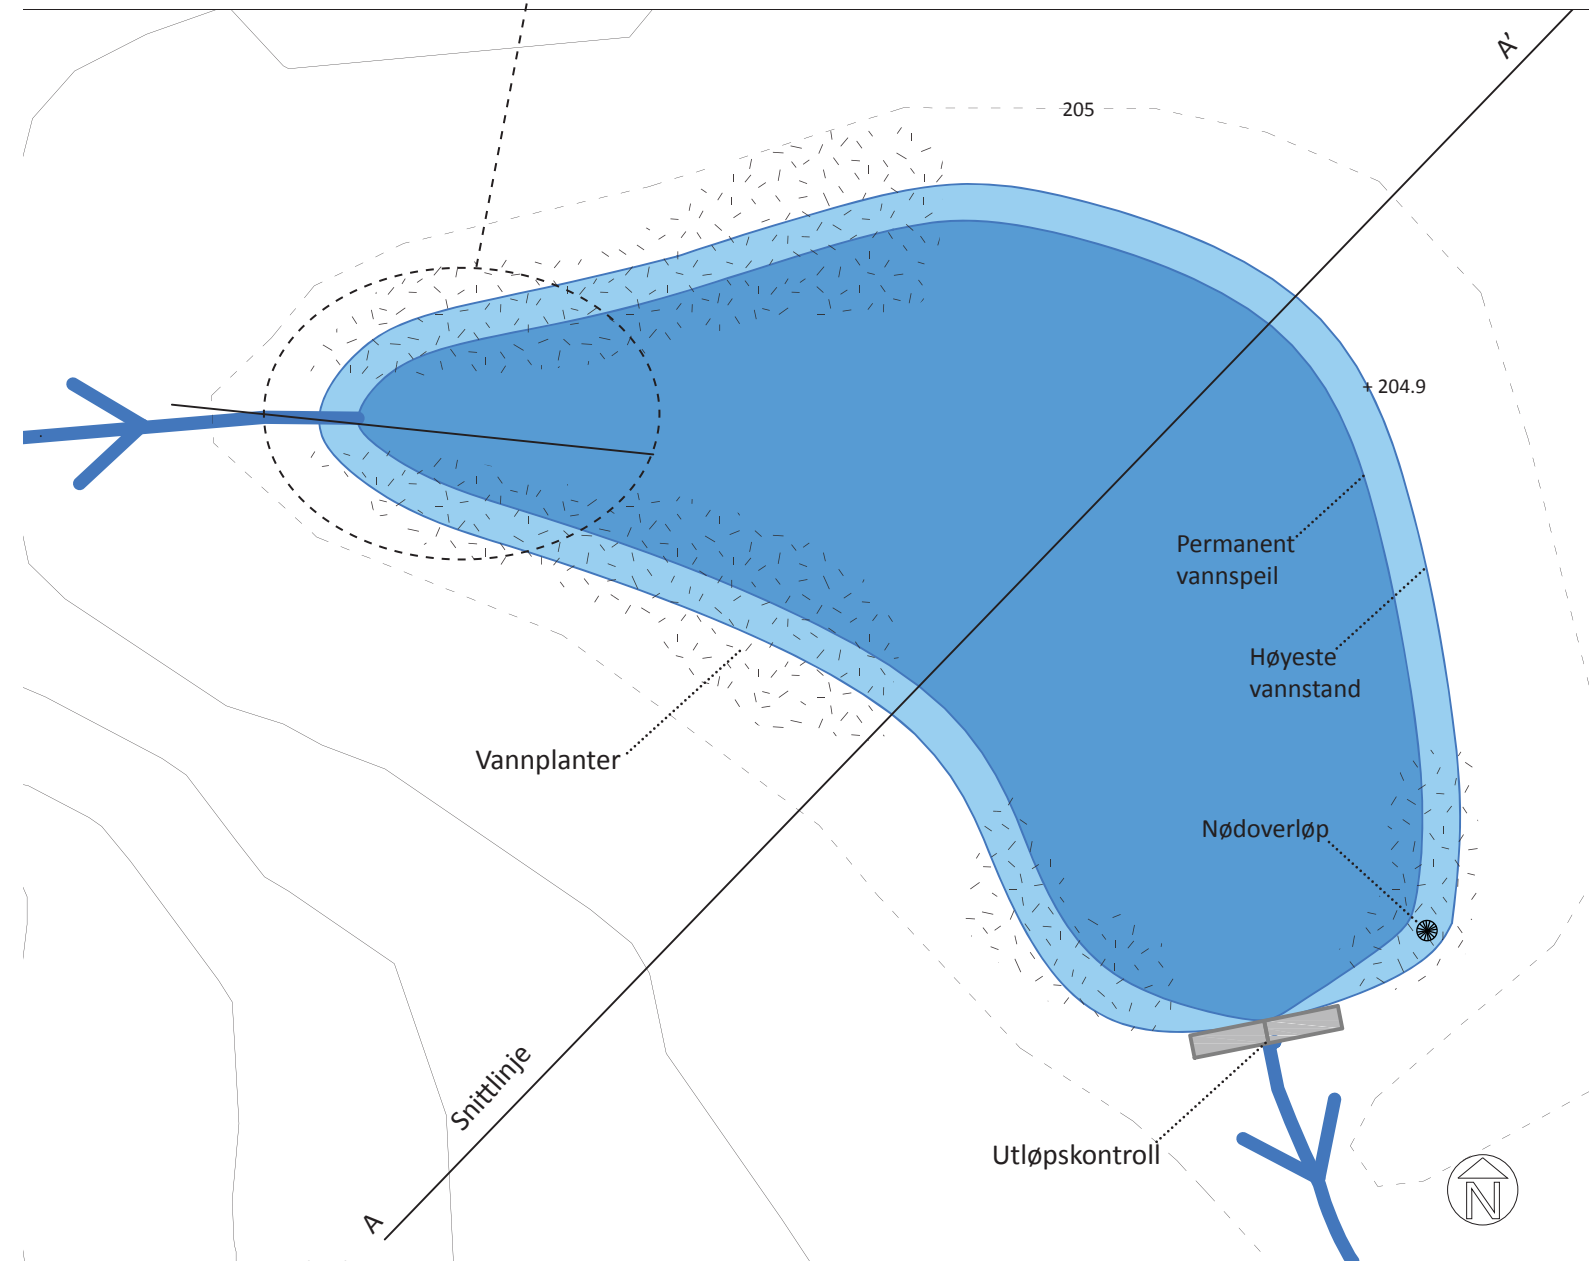 A'
205
+ 204.9
Permanent
vannspeil
Høyeste
vannstand
Vannplanter
Nødoverløp
Snittlinje
Utløpskontroll
A
N